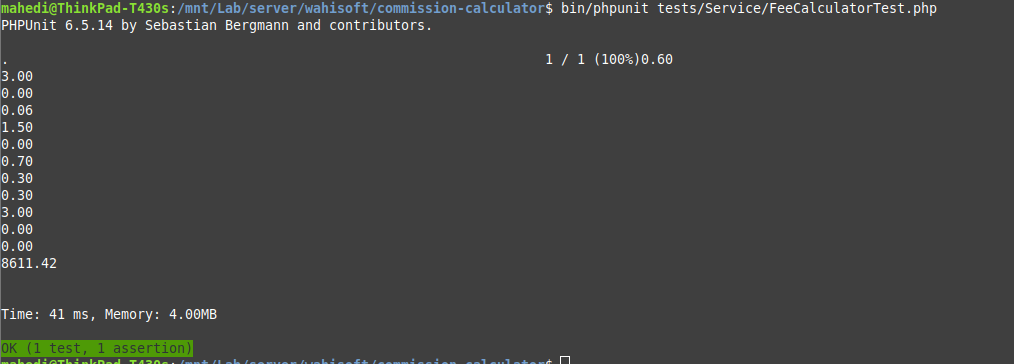 mahedi@ThinkPad-T430s:/mnt/Lab/server/wahisoft/commission-calculator$ bin/phpunit tests/Service/FeeCalculatorTest.php
PHPUnit 6.5.14 by Sebastian Bergmann and contributors.
. 1 / 1 (100%)0.60
3.00
0.00
0.06
1.50
0.00
0.70
0.30
0.30
3.00
0.00
0.00
8611.42
Time: 41 ms, Memory: 4.00MB
OK (1 test, 1 assertion)
mahedi@ThinkPad-T430s:/mnt/Lab/server/wahisoft/commission-calculator$